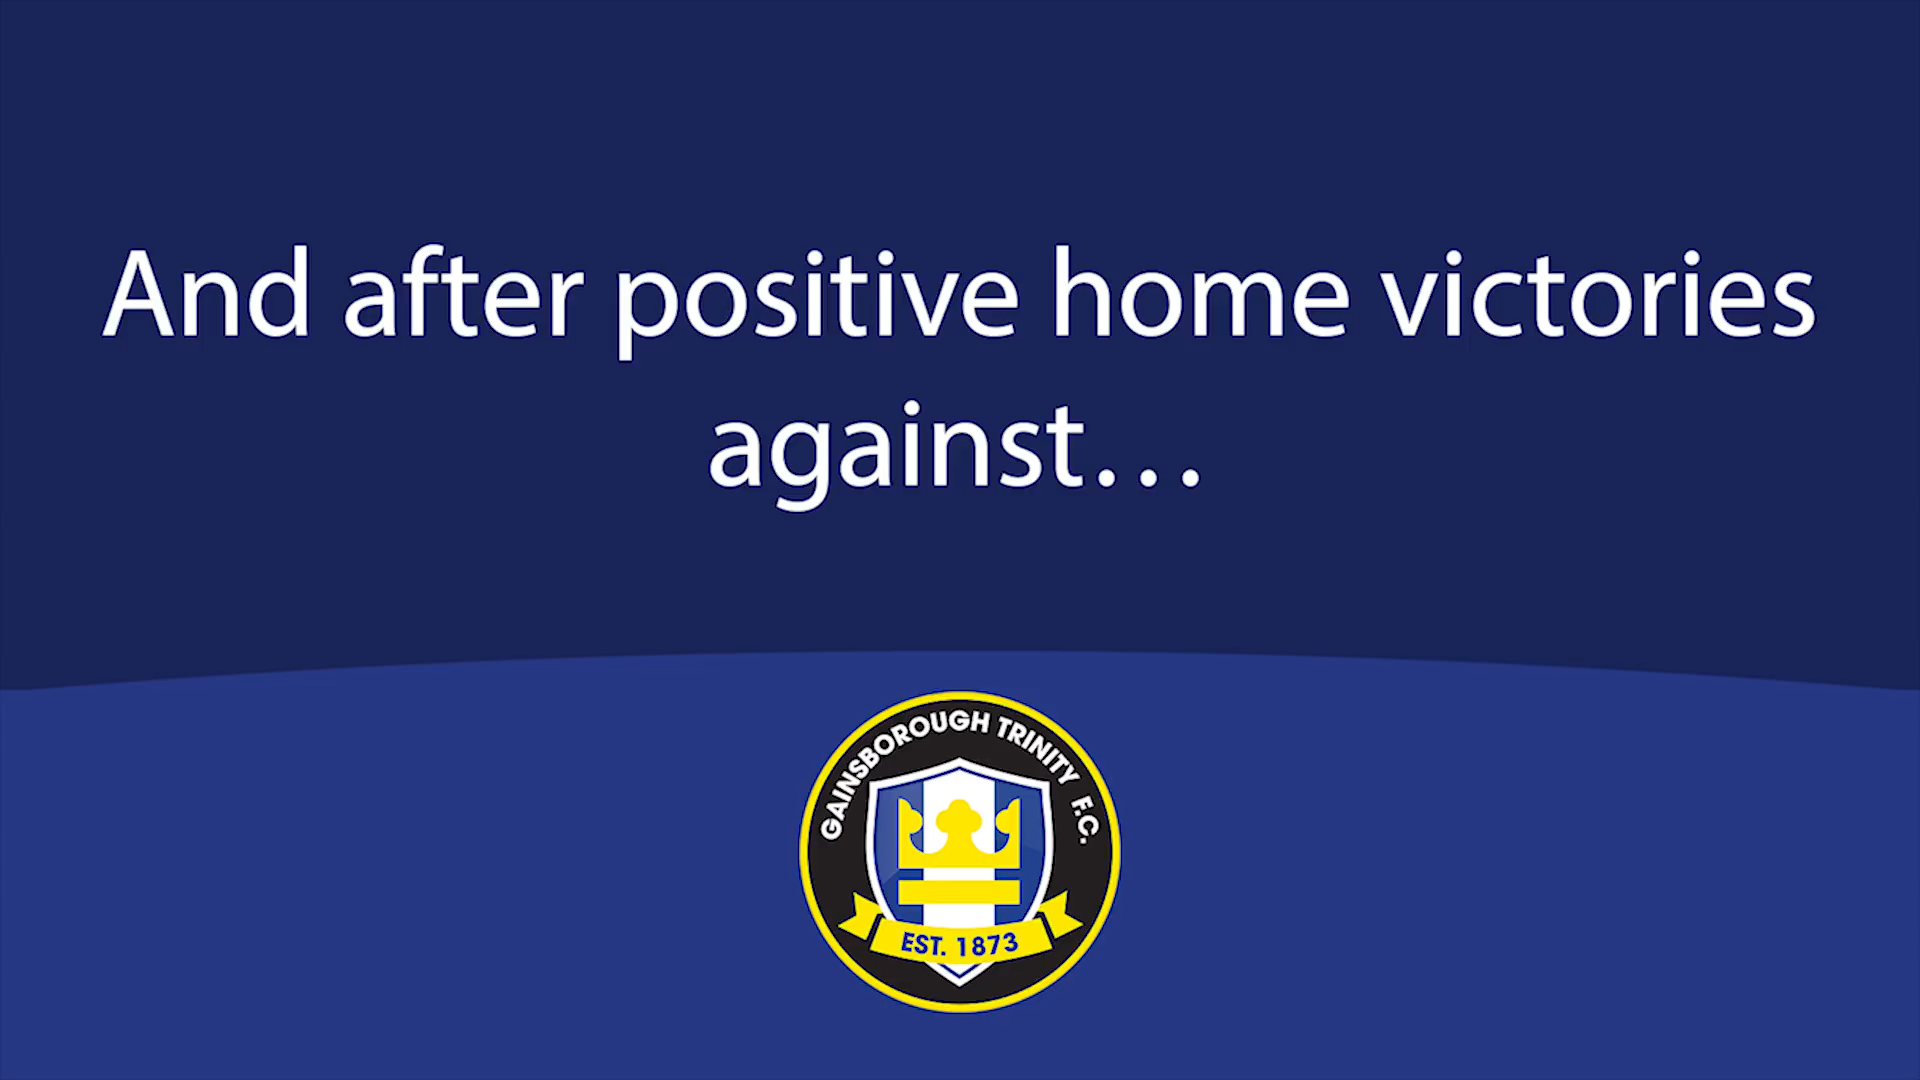 And after positive home victories
against…
GAINSBOROUGH TRINITY F.C.
EST. 1873